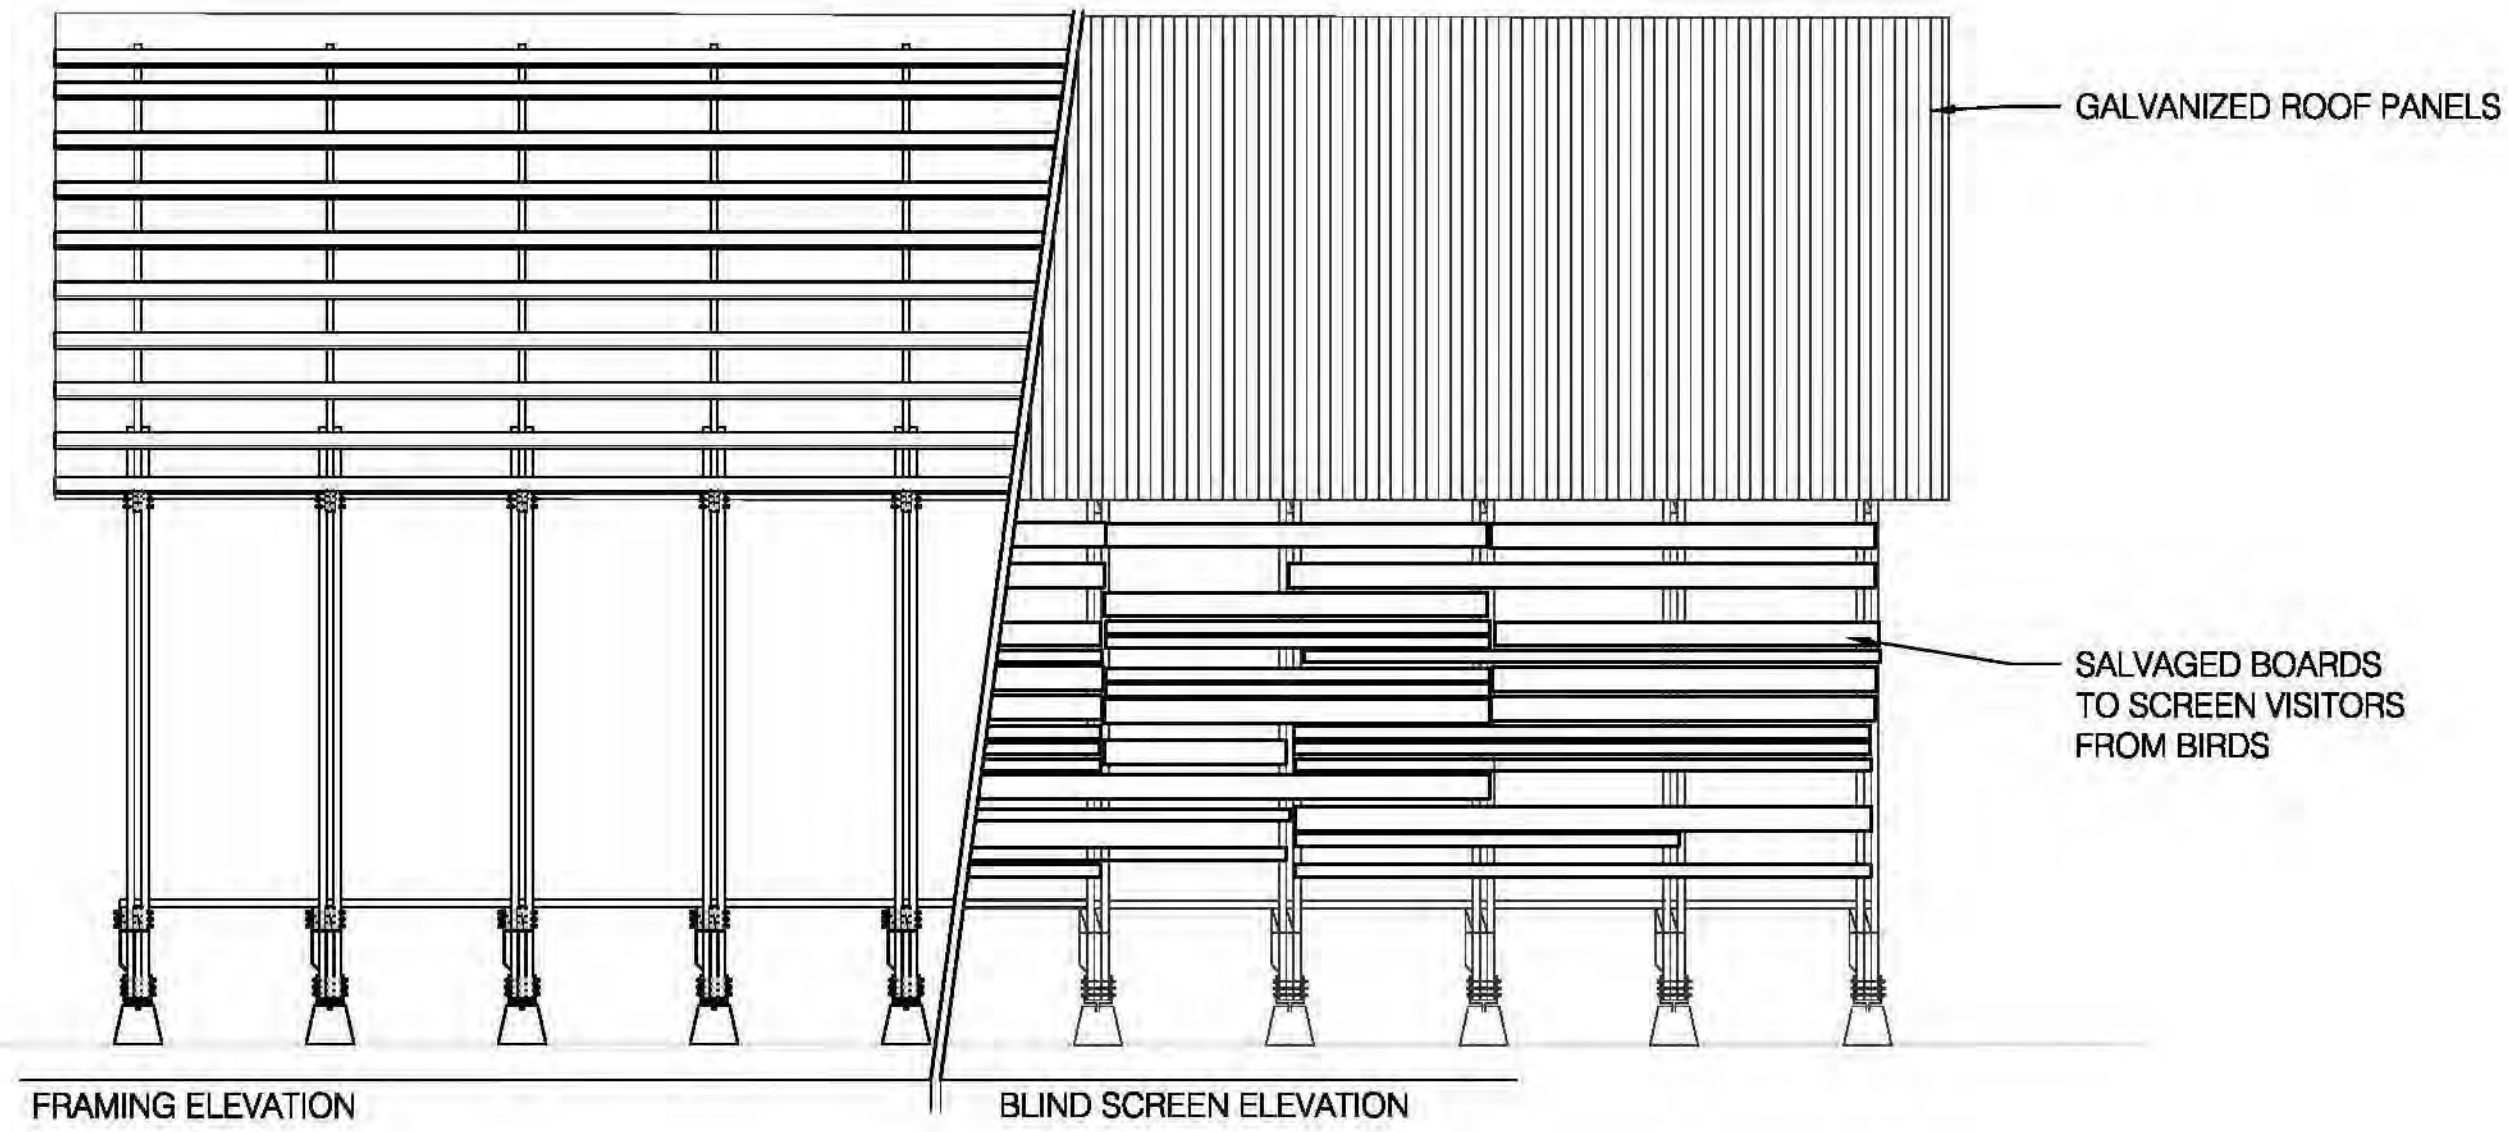 GALVANIZED ROOF PANELS
SALVAGED BOARDS
TO SCREEN VISITORS
FROM BIRDS
FRAMING ELEVATION
BLIND SCREEN ELEVATION